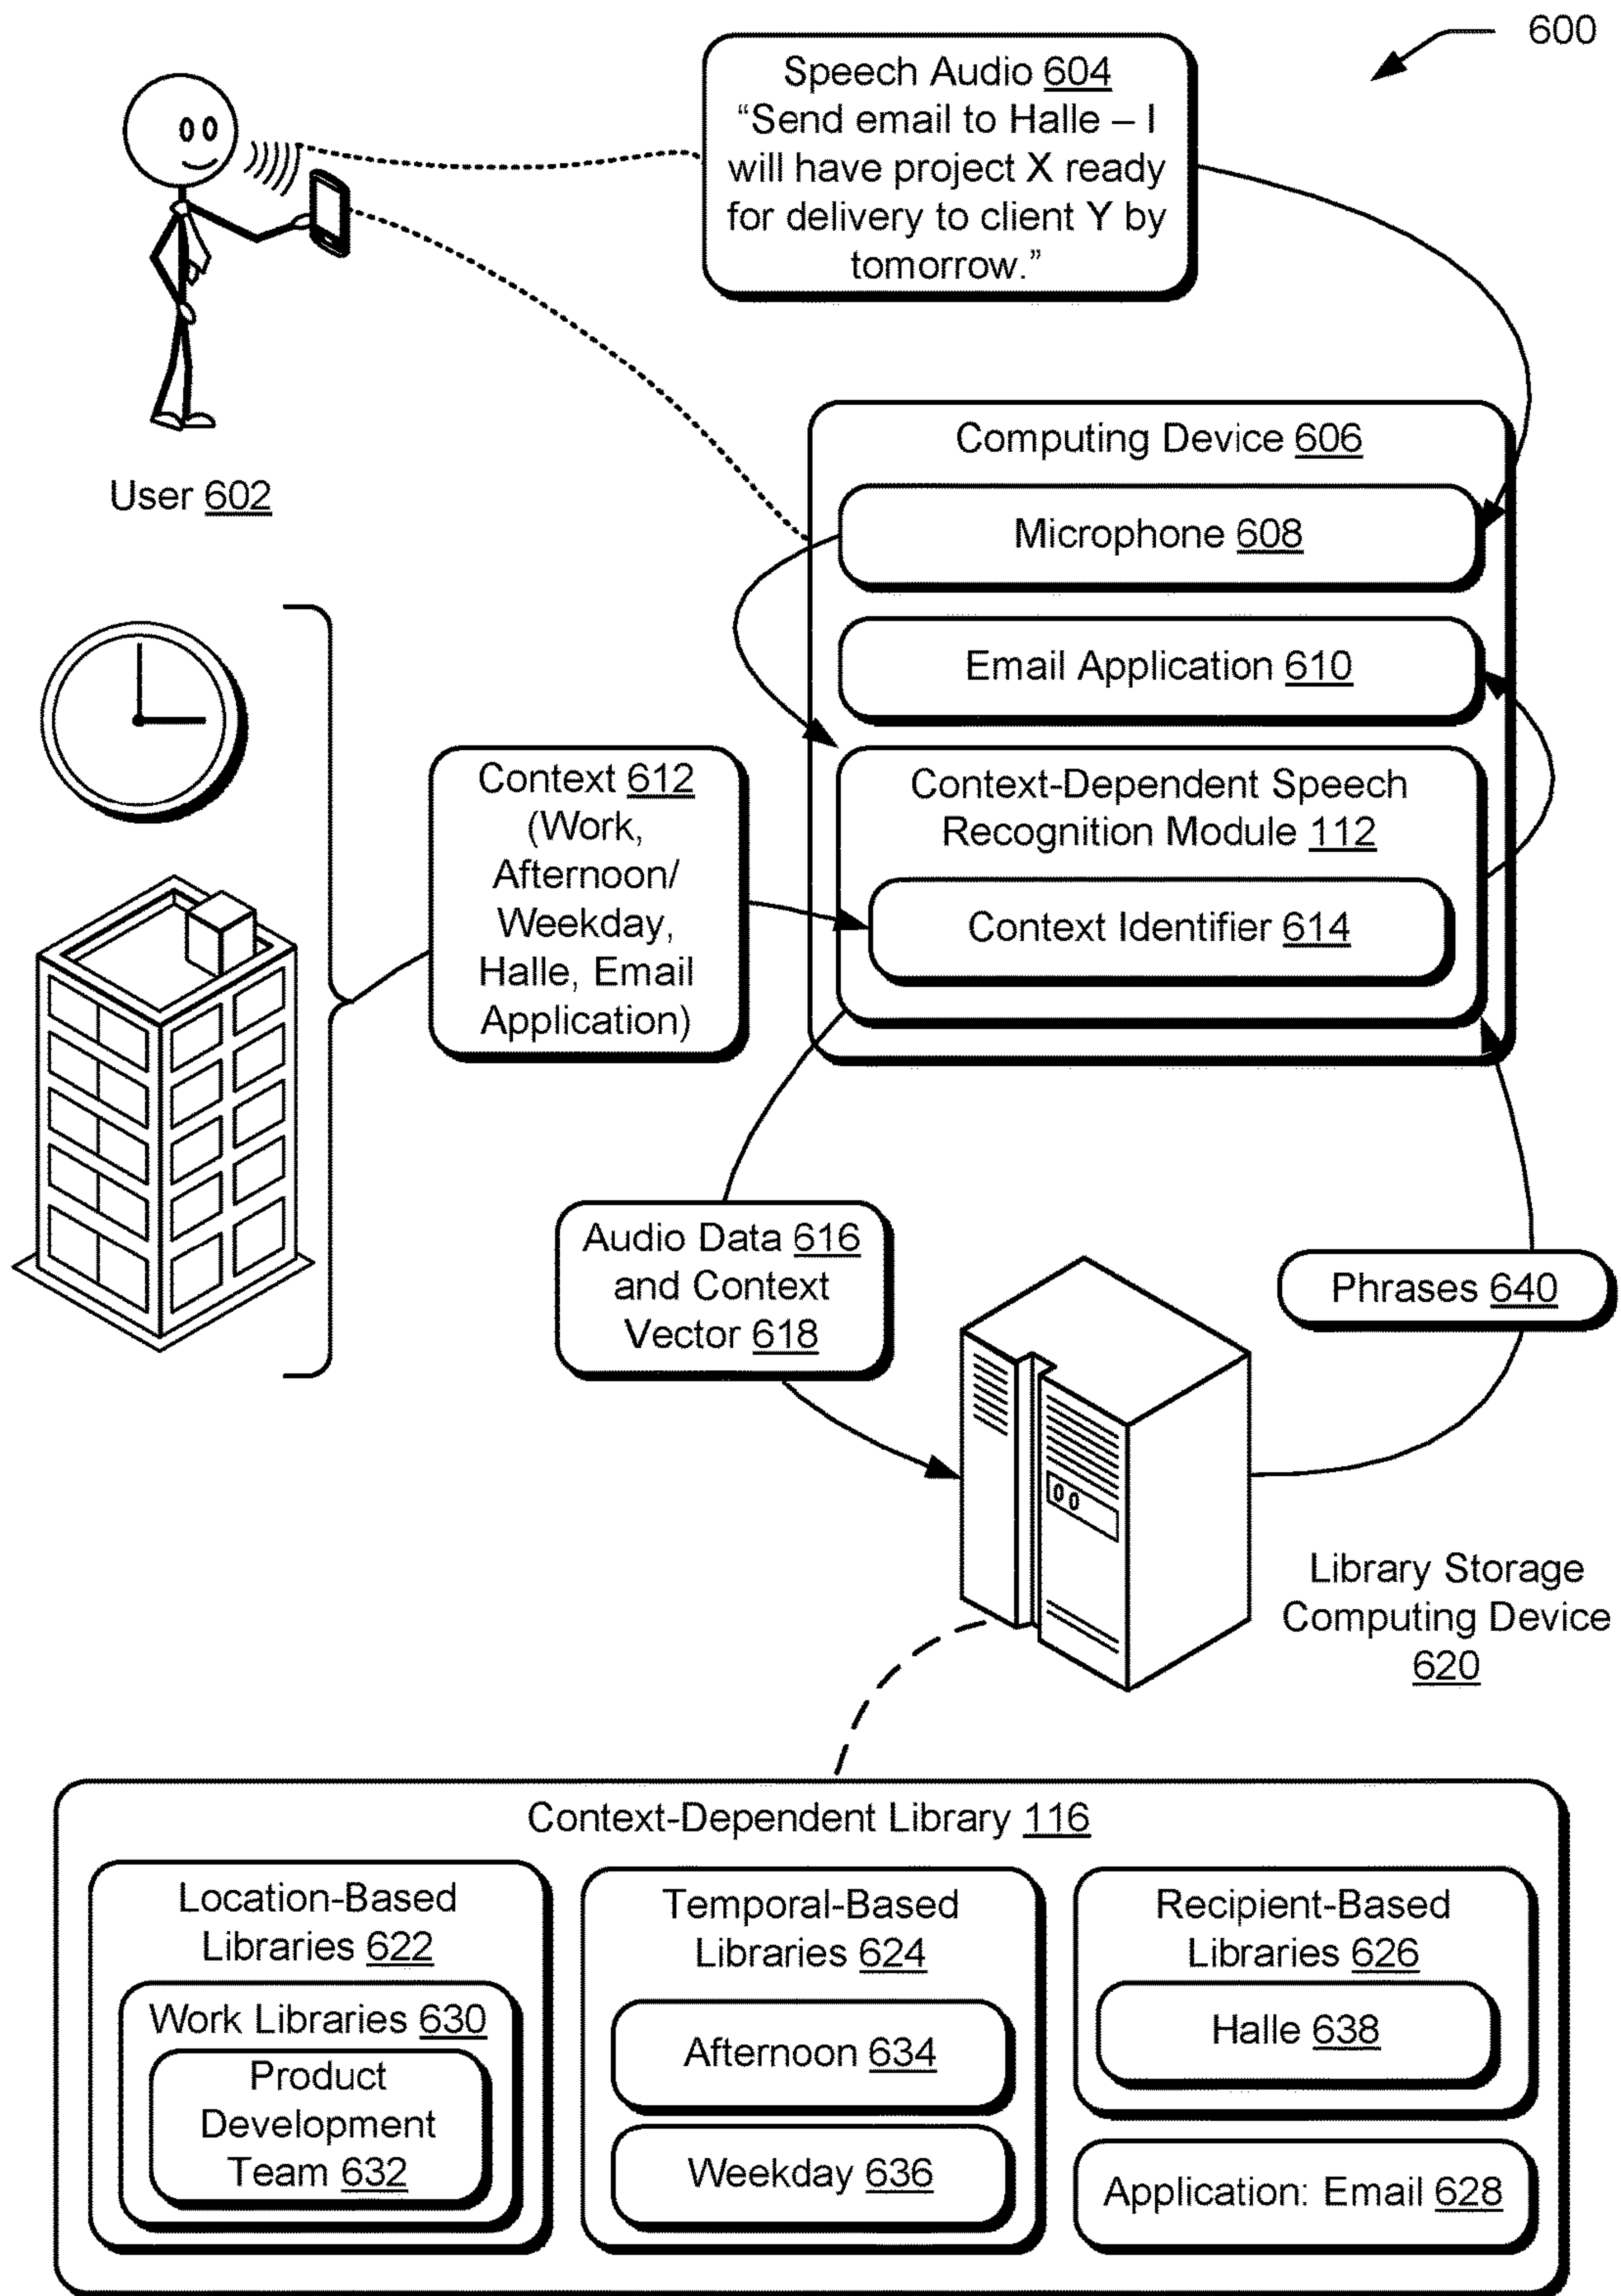 600
Speech Audio 604
“Send email to Halle – I
will have project X ready
for delivery to client Y by
tomorrow.”
User 602
Computing Device 606
Microphone 608
Email Application 610
Context-Dependent Speech
Recognition Module 112
Context Identifier 614
Context 612
(Work,
Afternoon/
Weekday,
Halle, Email
Application)
Audio Data 616
and Context
Vector 618
Phrases 640
Library Storage
Computing Device
620
Context-Dependent Library 116
Location-Based
Libraries 622
Work Libraries 630
Product
Development
Team 632
Temporal-Based
Libraries 624
Afternoon 634
Weekday 636
Recipient-Based
Libraries 626
Halle 638
Application: Email 628